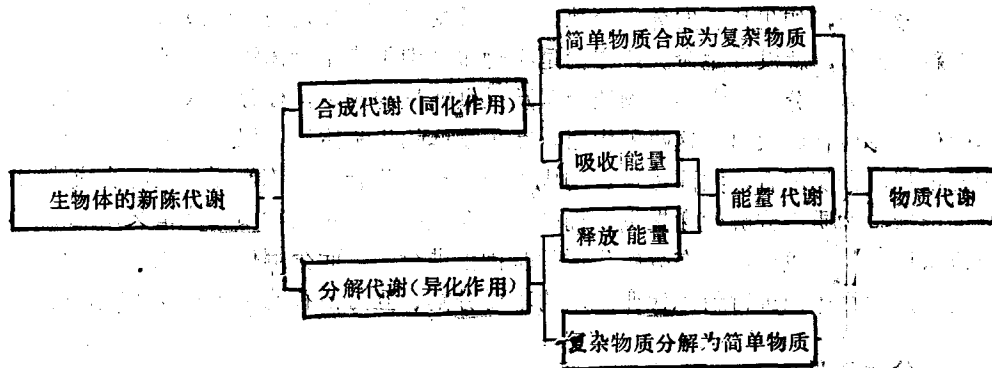 简单物质合成为复杂物质
合成代谢(同化作用)
吸收能量
生物体的新陈代谢
能量代谢
物质代谢
释放能量
分解代谢(异化作用)
复杂物质分解为简单物质